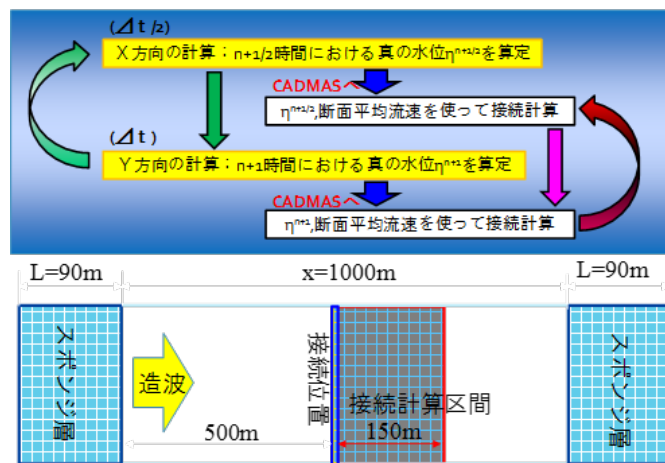 (⊿t/2)
X方向の計算:n+1/2時間における真の水位ηⁿ⁺¹/²を算定
CADMASへ
ηⁿ⁺¹/²,断面平均流速を使って接続計算
(⊿t)
Y方向の計算:n+1時間における真の水位ηⁿ⁺¹を算定
CADMASへ
ηⁿ⁺¹,断面平均流速を使って接続計算
L=90m
x=1000m
L=90m
スポンジ層
造波
接続位置
接続計算区間
スポンジ層
500m
150m